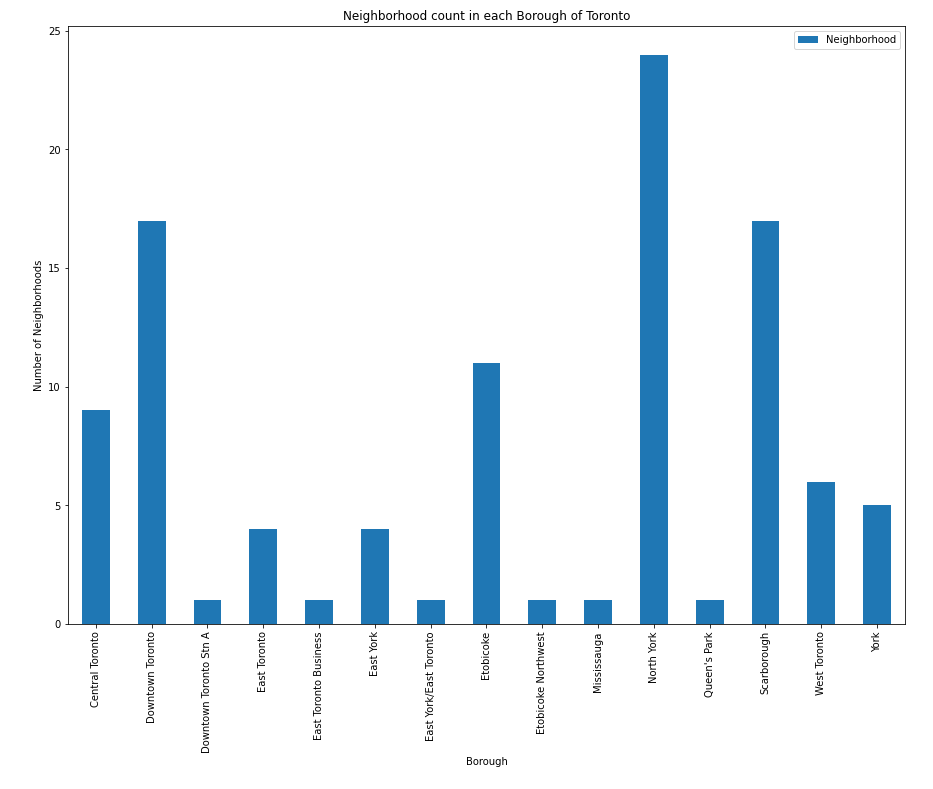 Neighborhood count in each Borough of Toronto
Neighborhood
Number of Neighborhoods
25
20
15
10
5
0
Central Toronto
Downtown Toronto
Downtown Toronto Stn A
East Toronto
East Toronto Business
East York
East York/East Toronto
Etobicoke
Etobicoke Northwest
Mississauga
North York
Queen's Park
Scarborough
West Toronto
York
Borough